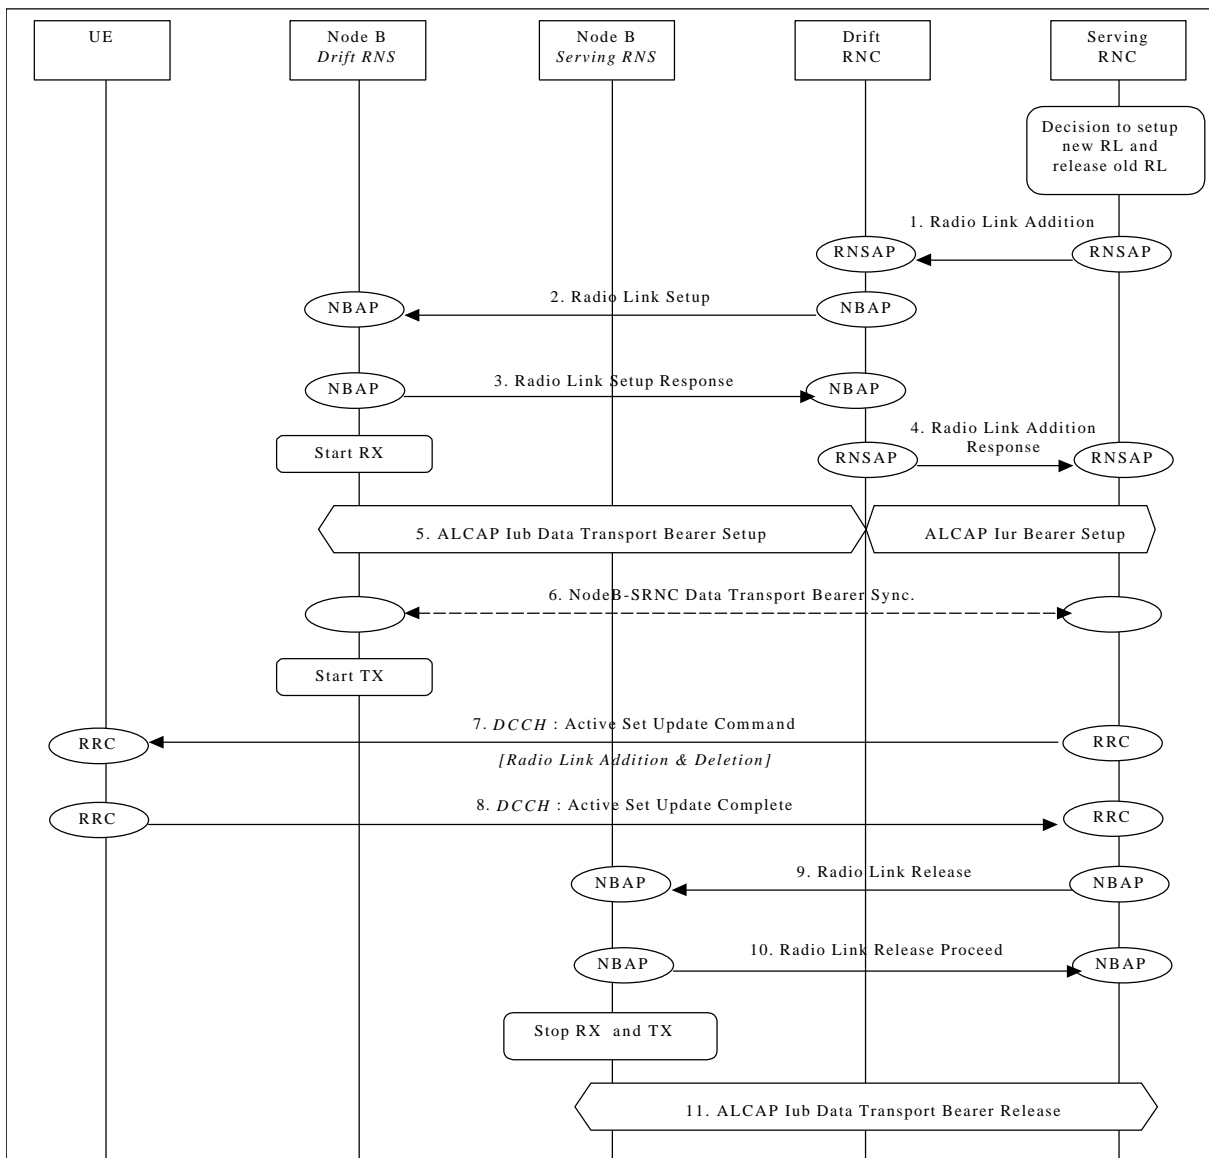 UE
Node B
Drift RNS
Node B
Serving RNS
Drift
RNC
Serving
RNC
Decision to setup
new RL and
release old RL
1. Radio Link Addition
RNSAP
RNSAP
2. Radio Link Setup
NBAP
NBAP
3. Radio Link Setup Response
NBAP
NBAP
4. Radio Link Addition
Response
Start RX
RNSAP
RNSAP
5. ALCAP Iub Data Transport Bearer Setup
ALCAP Iur Bearer Setup
6. NodeB-SRNC Data Transport Bearer Sync.
Start TX
7. DCCH : Active Set Update Command
RRC
RRC
[Radio Link Addition & Deletion]
8. DCCH : Active Set Update Complete
RRC
RRC
9. Radio Link Release
NBAP
NBAP
10. Radio Link Release Proceed
NBAP
NBAP
Stop RX and TX
11. ALCAP Iub Data Transport Bearer Release